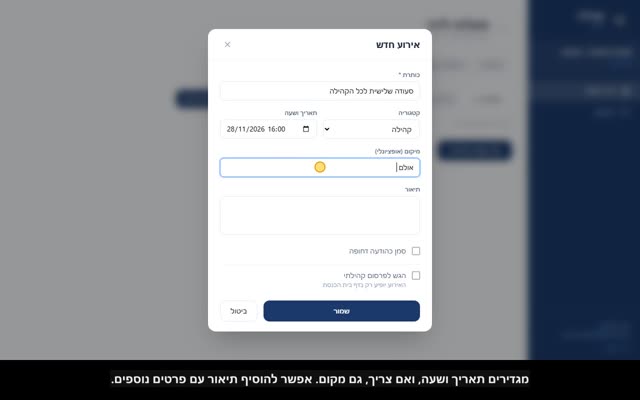 אירוע חדש
כותרת *
סעודה שלישית לכל הקהילה
קטגוריה
תאריך ושעה
קהילה
28/11/2026 16:00
מיקום (אופציונלי)
אולם
תיאור
סמן כהודעה דחופה
הגש לפרסום קהילתי
האירוע יופיע רק בדף בית הכנסת
שמור
ביטול
מגדירים תאריך ושעה, ואם צריך, גם מקום. אפשר להוסיף תיאור עם פרטים נוספים.